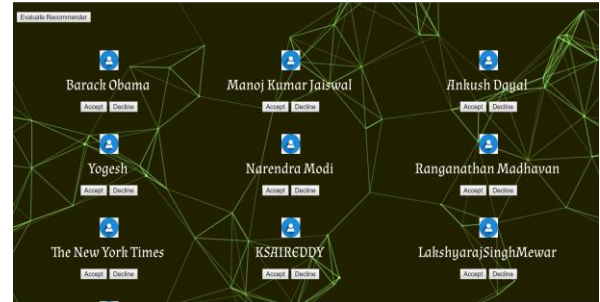 Evaluate Recommender
Barack Obama
Accept Decline
Manoj Kumar Jaiswal
Accept Decline
Ankush Dayal
Accept Decline
Yogesh
Accept Decline
Narendra Modi
Accept Decline
Ranganathan Madhavan
Accept Decline
The New York Times
Accept Decline
KSAIREDDY
Accept Decline
LakshyarajSinghMewar
Accept Decline